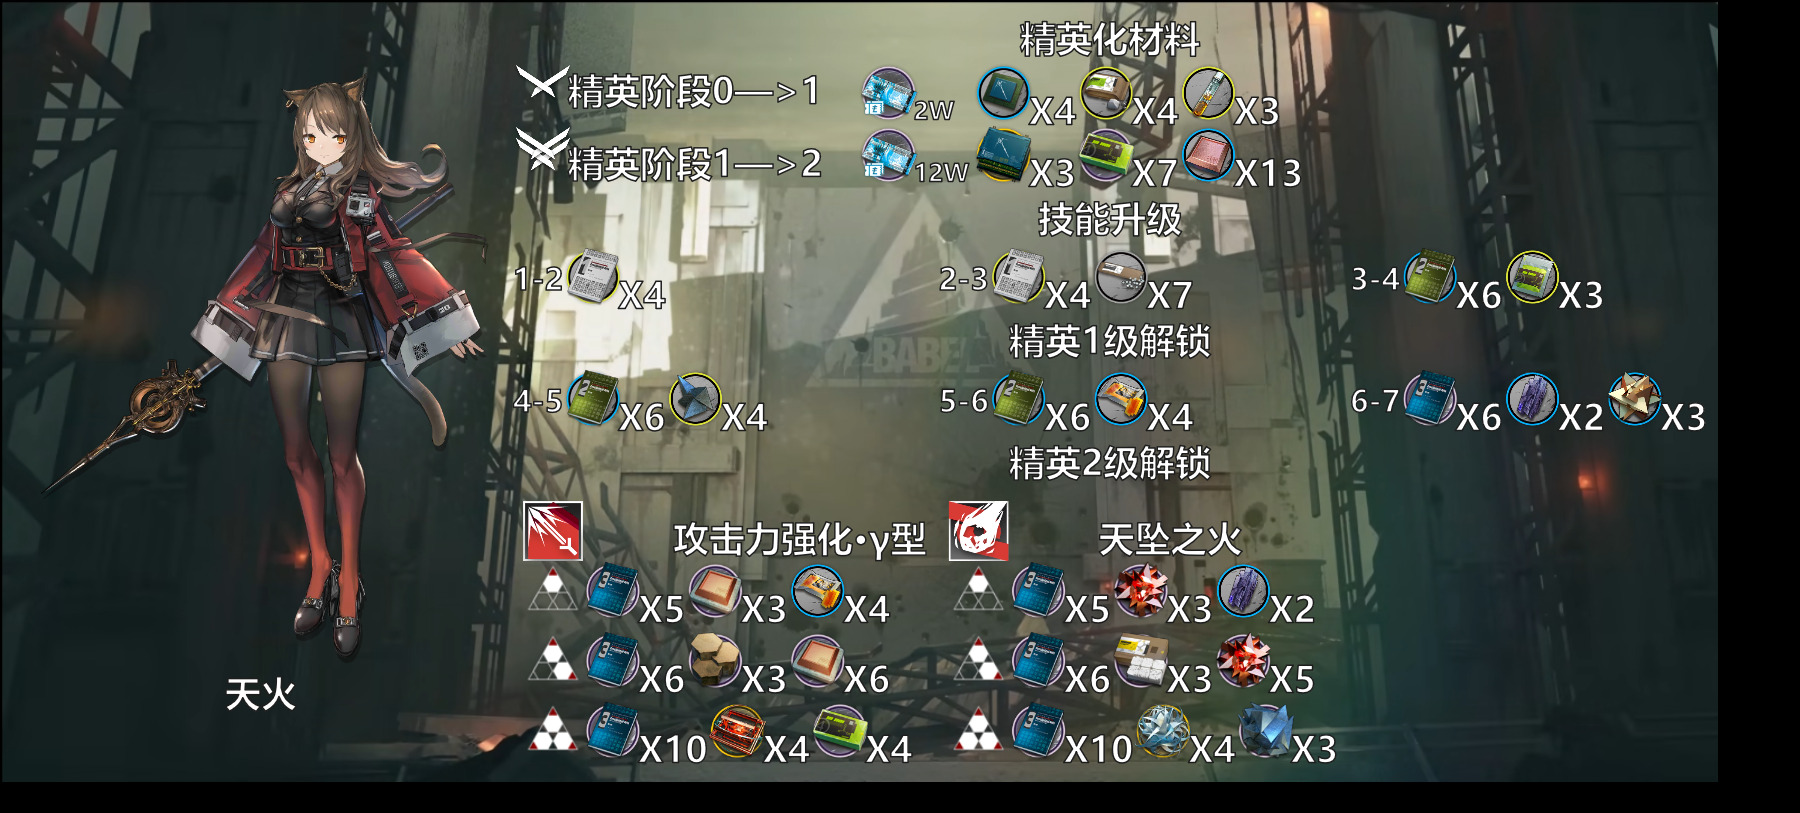 精英化材料
精英阶段0—>1 2W X4 X4 X3
精英阶段1—>2 12W X3 X7 X13
技能升级
1-2 X4 2-3 X4 X7 3-4 X6 X3
精英1级解锁
BABEL
4-5 X6 X4 5-6 X6 X4 6-7 X6 X2 X3
精英2级解锁
攻击力强化·γ型 天坠之火
X5 X3 X4 X5 X3 X2
X6 X3 X6 X6 X3 X5
天火
X10 X4 X4 X10 X4 X3